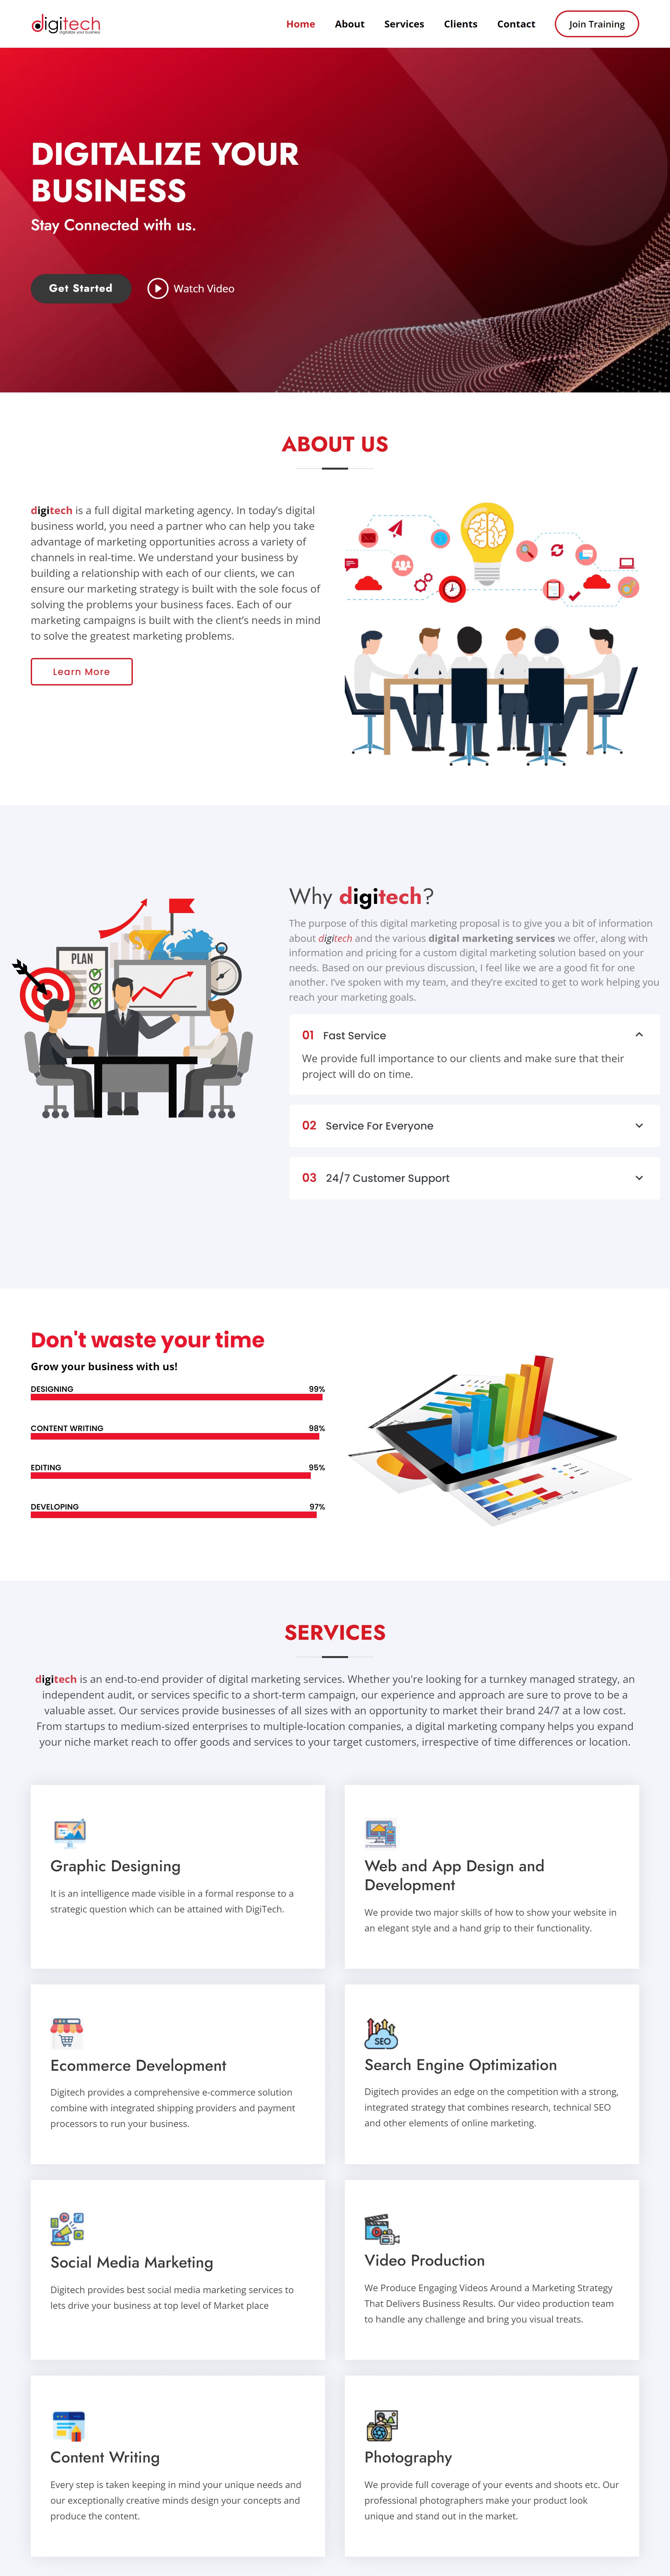 digitech
digitalize your business
Home About Services Clients Contact Join Training
DIGITALIZE YOUR
BUSINESS
Stay Connected with us.
Get Started Watch Video
ABOUT US
digitech is a full digital marketing agency. In today's digital
business world, you need a partner who can help you take
advantage of marketing opportunities across a variety of
channels in real-time. We understand your business by
building a relationship with each of our clients, we can
ensure our marketing strategy is built with the sole focus of
solving the problems your business faces. Each of our
marketing campaigns is built with the client's needs in mind
to solve the greatest marketing problems.
Learn More
PLAN
Why digitech?
The purpose of this digital marketing proposal is to give you a bit of information
about digitech and the various digital marketing services we offer, along with
information and pricing for a custom digital marketing solution based on your
needs. Based on our previous discussion, I feel like we are a good fit for one
another. I've spoken with my team, and they're excited to get to work helping you
reach your marketing goals.
01 Fast Service
We provide full importance to our clients and make sure that their
project will do on time.
02 Service For Everyone
03 24/7 Customer Support
Don't waste your time
Grow your business with us!
DESIGNING 99%
CONTENT WRITING 98%
EDITING 95%
DEVELOPING 97%
SERVICES
digitech is an end-to-end provider of digital marketing services. Whether you're looking for a turnkey managed strategy, an
independent audit, or services specific to a short-term campaign, our experience and approach are sure to prove to be a
valuable asset. Our services provide businesses of all sizes with an opportunity to market their brand 24/7 at a low cost.
From startups to medium-sized enterprises to multiple-location companies, a digital marketing company helps you expand
your niche market reach to offer goods and services to your target customers, irrespective of time differences or location.
Graphic Designing
It is an intelligence made visible in a formal response to a
strategic question which can be attained with DigiTech.
Web and App Design and
Development
We provide two major skills of how to show your website in
an elegant style and a hand grip to their functionality.
Ecommerce Development
Digitech provides a comprehensive e-commerce solution
combine with integrated shipping providers and payment
processors to run your business.
SEO
Search Engine Optimization
Digitech provides an edge on the competition with a strong,
integrated strategy that combines research, technical SEO
and other elements of online marketing.
Social Media Marketing
Digitech provides best social media marketing services to
lets drive your business at top level of Market place
Video Production
We Produce Engaging Videos Around a Marketing Strategy
That Delivers Business Results. Our video production team
to handle any challenge and bring you visual treats.
Content Writing
Every step is taken keeping in mind your unique needs and
our exceptionally creative minds design your concepts and
produce the content.
Photography
We provide full coverage of your events and shoots etc. Our
professional photographers make your product look
unique and stand out in the market.